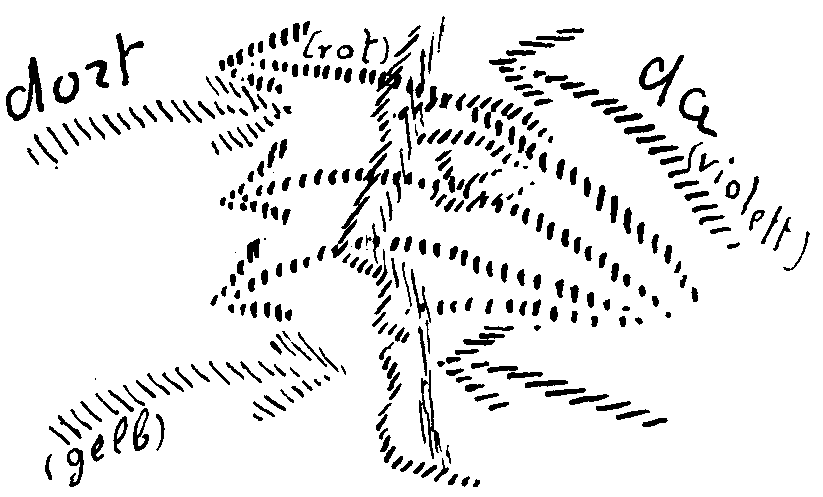 dort
(rot)
da
(violett)
(gelb)